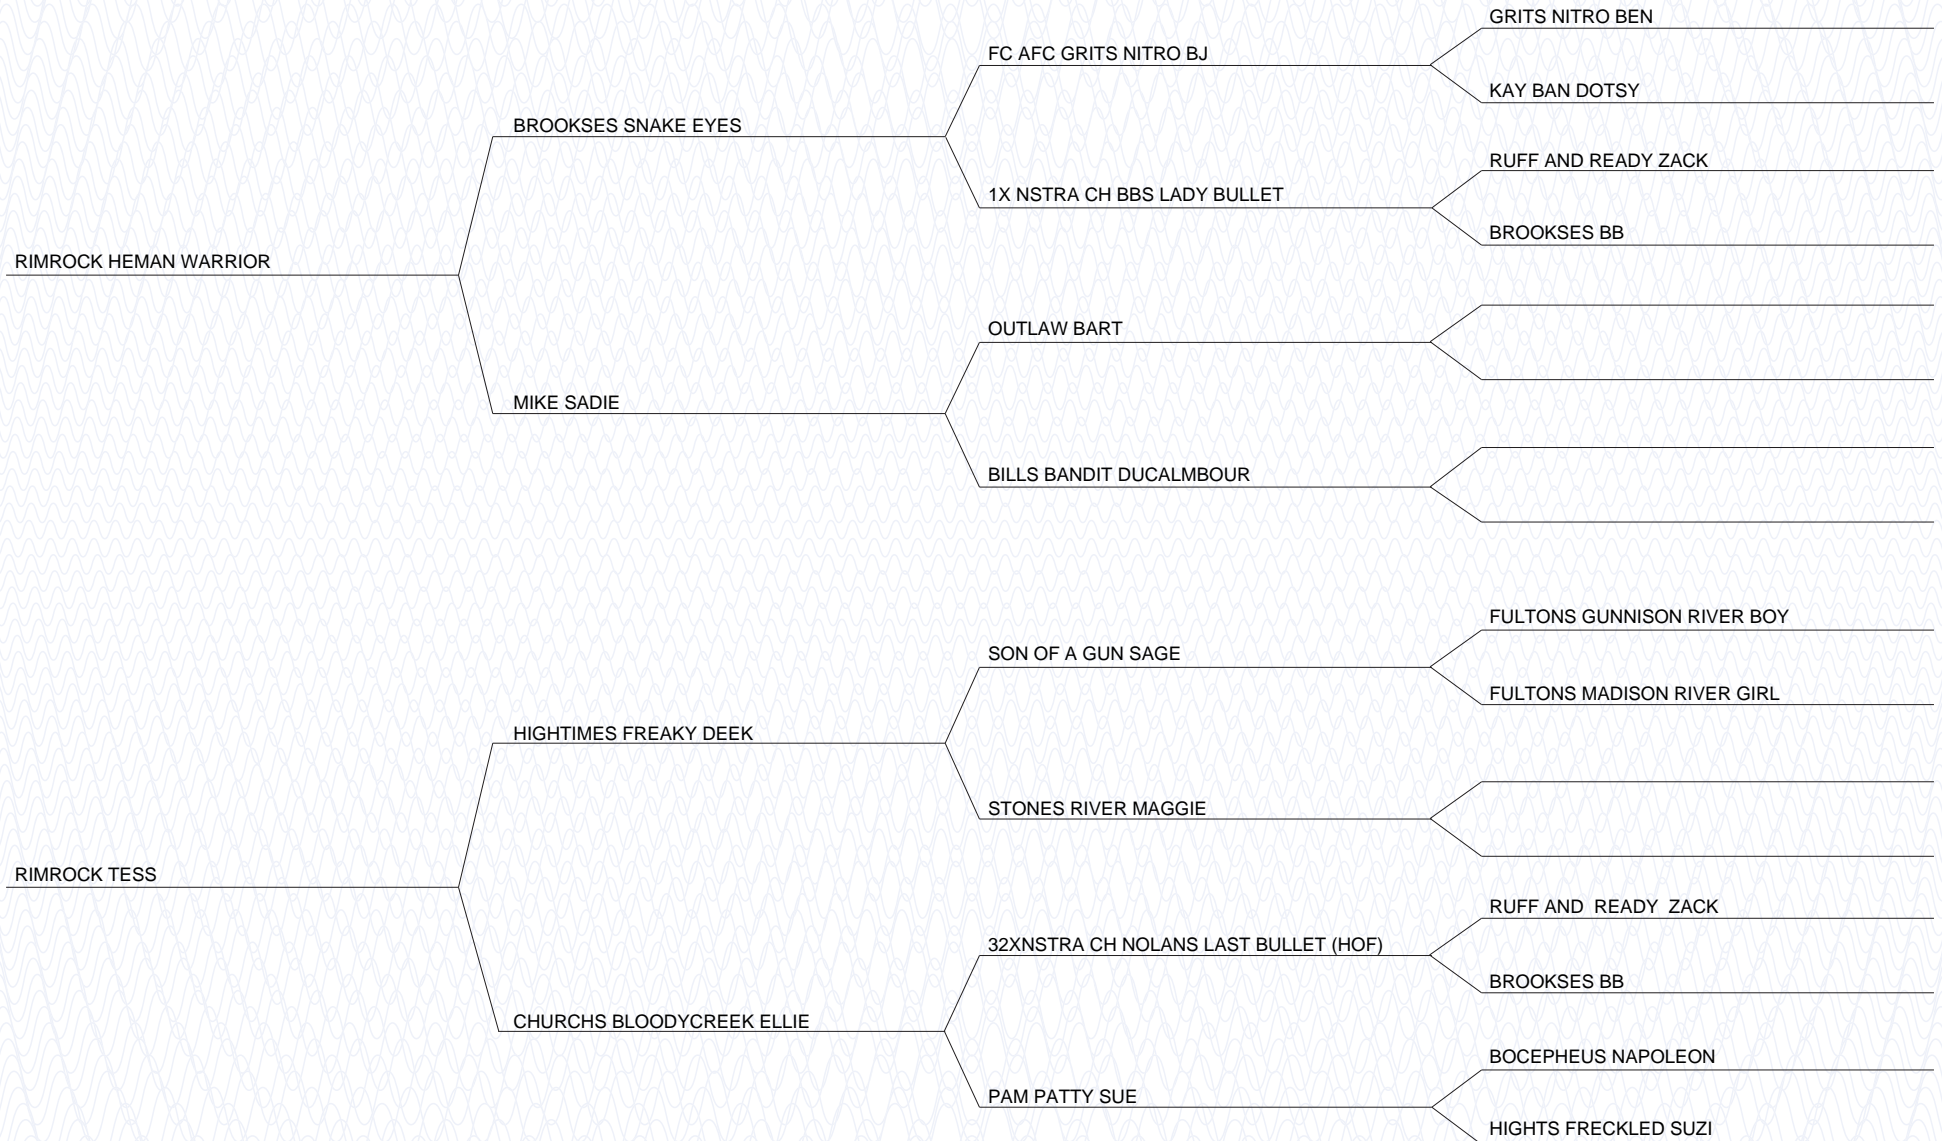 GRITS NITRO BEN
FC AFC GRITS NITRO BJ
KAY BAN DOTSY
BROOKSES SNAKE EYES
RUFF AND READY ZACK
1X NSTRA CH BBS LADY BULLET
BROOKSES BB
RIMROCK HEMAN WARRIOR
OUTLAW BART
MIKE SADIE
BILLS BANDIT DUCALMBOUR
FULTONS GUNNISON RIVER BOY
SON OF A GUN SAGE
FULTONS MADISON RIVER GIRL
HIGHTIMES FREAKY DEEK
STONES RIVER MAGGIE
RIMROCK TESS
RUFF AND  READY  ZACK
32XNSTRA CH NOLANS LAST BULLET (HOF)
BROOKSES BB
CHURCHS BLOODYCREEK ELLIE
BOCEPHEUS NAPOLEON
PAM PATTY SUE
HIGHTS FRECKLED SUZI